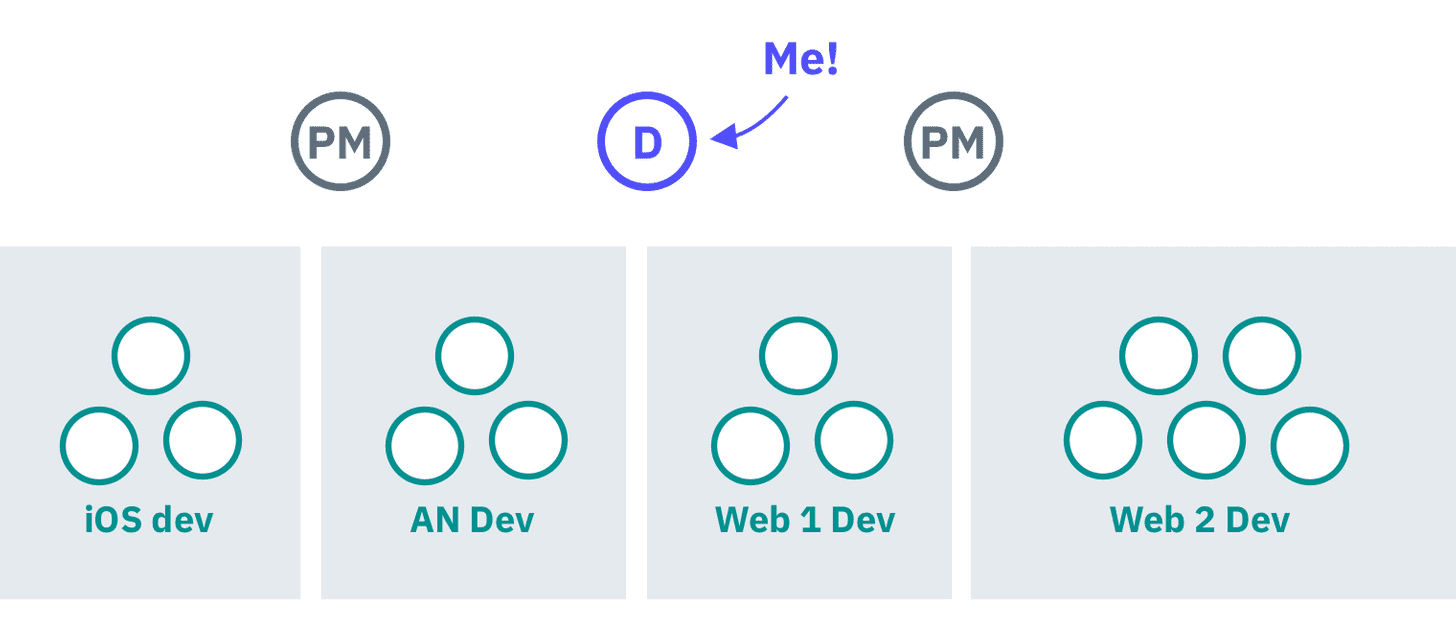 Me!
PM
D
PM
iOS dev
AN Dev
Web 1 Dev
Web 2 Dev